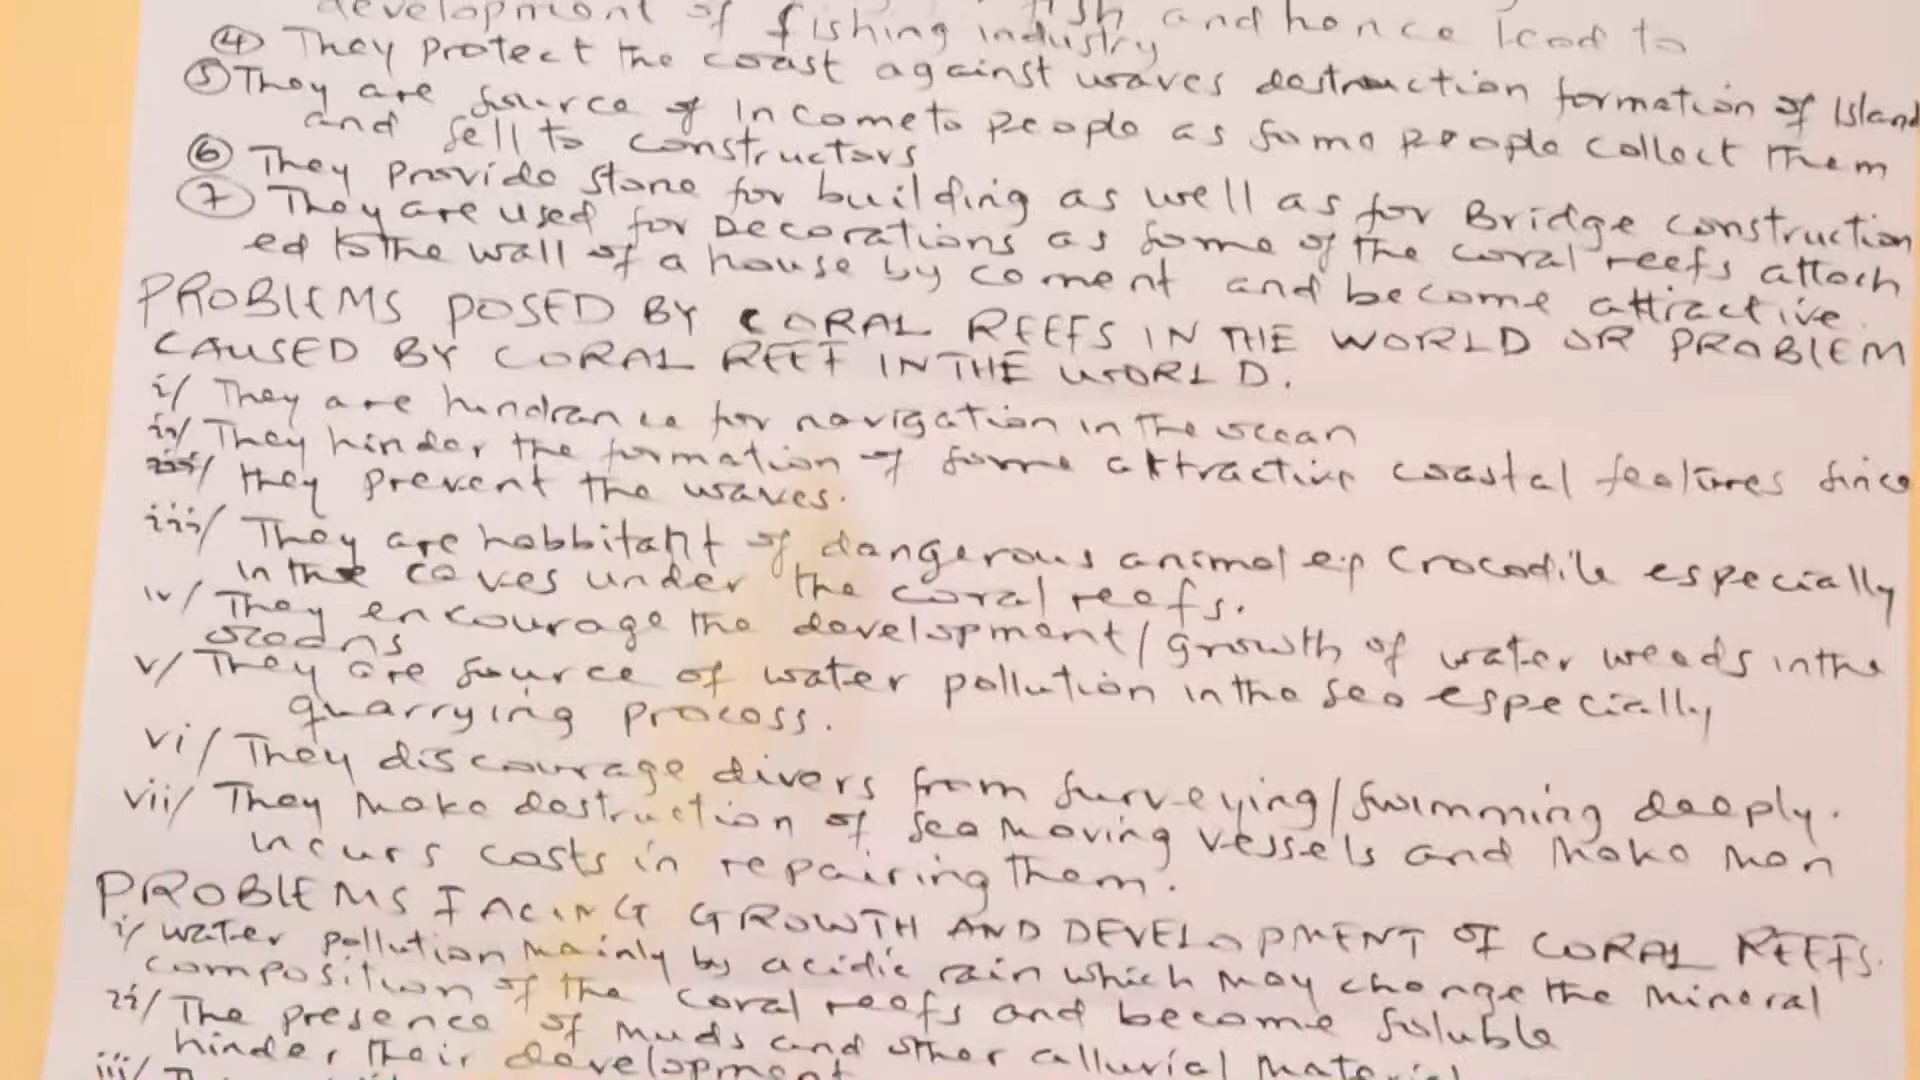 development of fishing industry fish and hence lead to
④ They protect the coast against waves destruction formation of Island
⑤ They are source of income to people as some people collect them
and sell to constructors
⑥ They provide stone for building as well as for Bridge construction
⑦ They are used for Decorations as some of the coral reefs attach
ed to the wall of a house by cement and become attractive.
PROBLEMS POSED BY CORAL REEFS IN THE WORLD OR PROBLEM
CAUSED BY CORAL REEF IN THE WORLD.
i/ They are hindrance for navigation in the ocean
ii/ They hinder the formation of some attractive coastal features since
they prevent the waves.
iii/ They are habbitant of dangerous animal e.g Crocodile especially
in the caves under the coral reefs.
iv/ They encourage the development/growth of water weeds in the
oceans
v/ They are source of water pollution in the sea especially
quarrying process.
vi/ They discourage divers from surveying/swimming deeply.
vii/ They make destruction of sea moving vessels and make men
incurs costs in repairing them.
PROBLEMS FACING GROWTH AND DEVELOPMENT OF CORAL REEFS.
i/ water pollution mainly by acidic rain which may change the mineral
composition of the coral reefs and become soluble
ii/ The presence of muds and other alluvial material
hinder their development
iii/